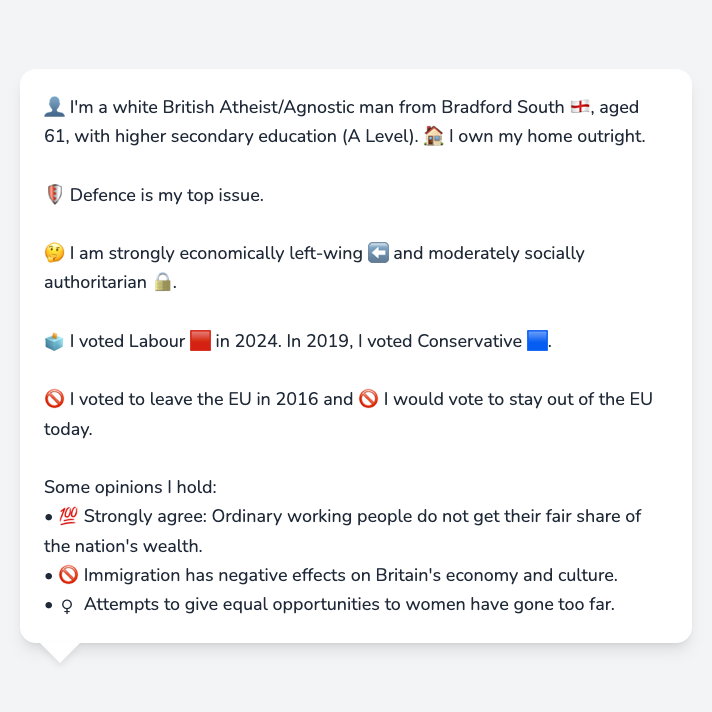 👤 I'm a white British Atheist/Agnostic man from Bradford South 🏴󠁧󠁢󠁥󠁮󠁧󠁿, aged
61, with higher secondary education (A Level). 🏠 I own my home outright.
🛡️ Defence is my top issue.
🤔 I am strongly economically left-wing ⬅️ and moderately socially
authoritarian 🔒.
🗳️ I voted Labour 🟥 in 2024. In 2019, I voted Conservative 🟦.
🚫 I voted to leave the EU in 2016 and 🚫 I would vote to stay out of the EU
today.
Some opinions I hold:
• 💯 Strongly agree: Ordinary working people do not get their fair share of
the nation's wealth.
• 🚫 Immigration has negative effects on Britain's economy and culture.
• ♀ Attempts to give equal opportunities to women have gone too far.